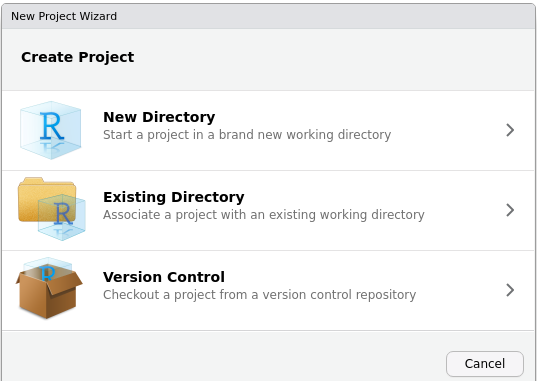 New Project Wizard
Create Project
New Directory
Start a project in a brand new working directory
Existing Directory
Associate a project with an existing working directory
Version Control
Checkout a project from a version control repository
Cancel